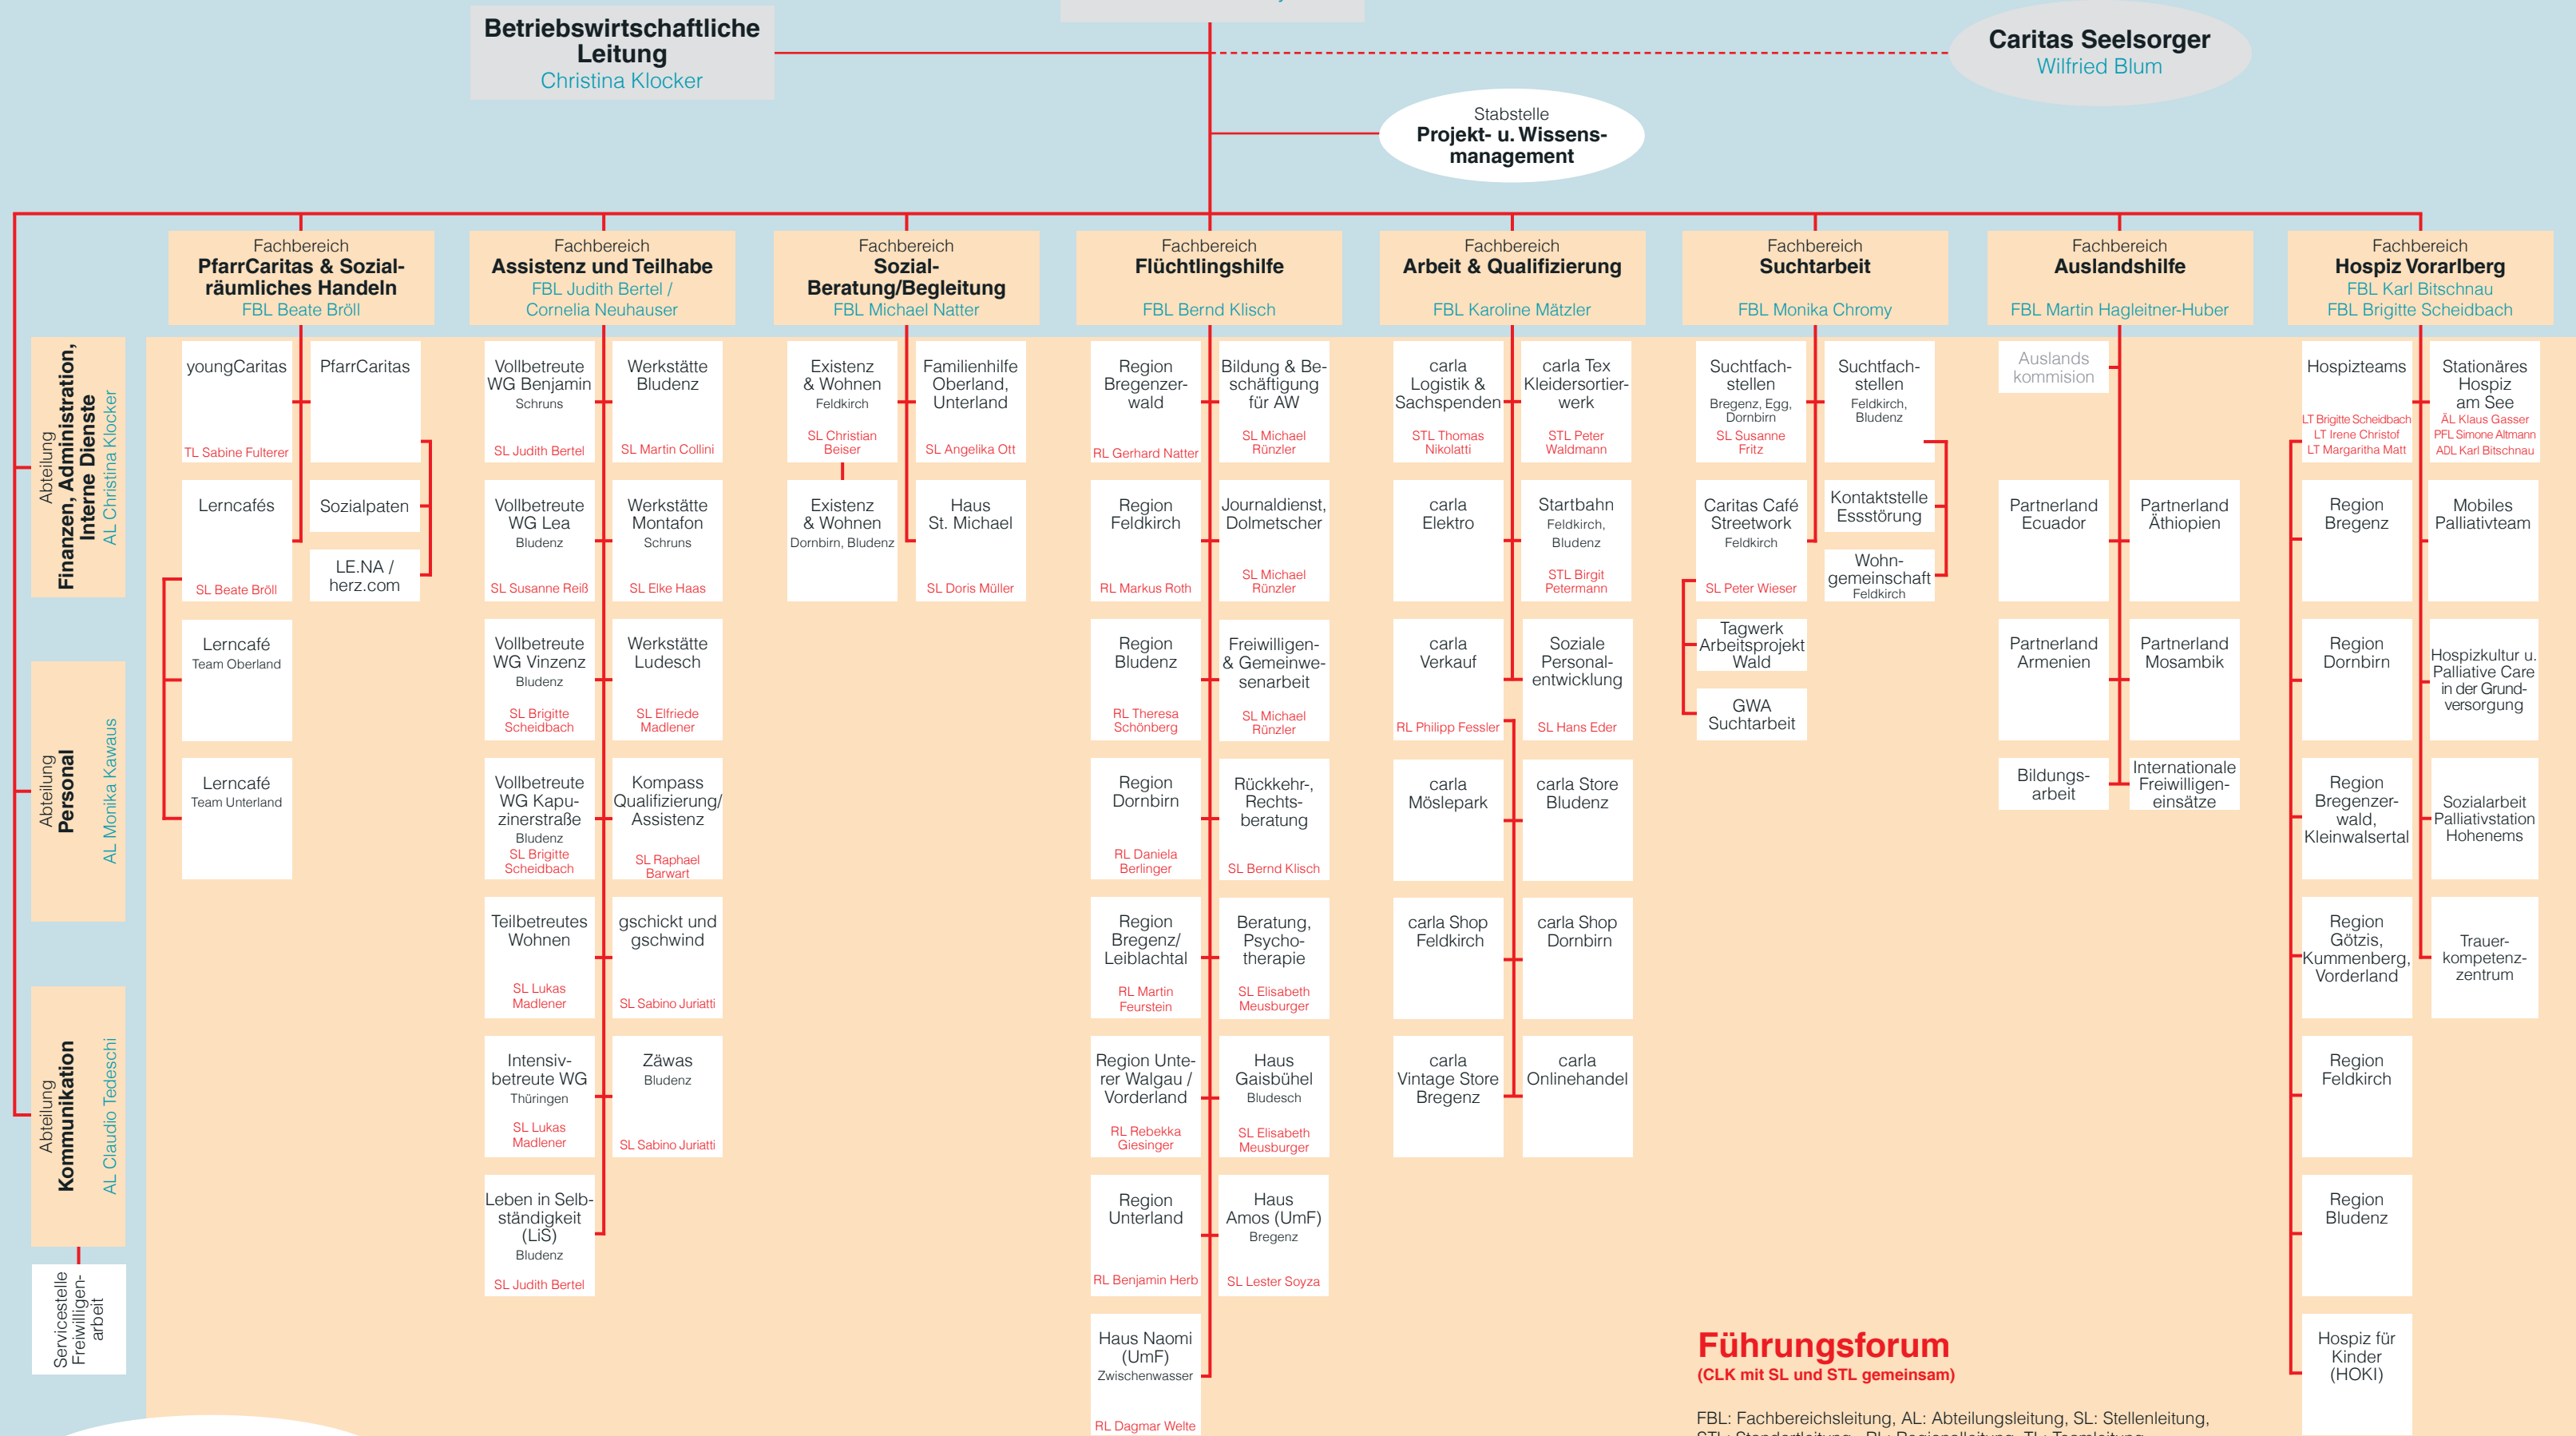 Betriebswirtschaftliche
Leitung
Christina Klocker
Caritas Seelsorger
Wilfried Blum
Stabstelle
Projekt- u. Wissens-
management
Fachbereich
PfarrCaritas & Sozial-
räumliches Handeln
FBL Beate Bröll
Fachbereich
Assistenz und Teilhabe
FBL Judith Bertel /
Cornelia Neuhauser
Fachbereich
Sozial-
Beratung/Begleitung
FBL Michael Natter
Fachbereich
Flüchtlingshilfe
FBL Bernd Klisch
Fachbereich
Arbeit & Qualifizierung
FBL Karoline Mätzler
Fachbereich
Suchtarbeit
FBL Monika Chromy
Fachbereich
Auslandshilfe
FBL Martin Hagleitner-Huber
Fachbereich
Hospiz Vorarlberg
FBL Karl Bitschnau
FBL Brigitte Scheidbach
Abteilung
Finanzen, Administration,
Interne Dienste
AL Christina Klocker
Abteilung
Personal
AL Monika Kawaus
Abteilung
Kommunikation
AL Claudio Tedeschi
Servicestelle
Freiwilligen-
arbeit
youngCaritas
TL Sabine Fulterer
PfarrCaritas
Lerncafés
SL Beate Bröll
Sozialpaten
LE.NA /
herz.com
Lerncafé
Team Oberland
Lerncafé
Team Unterland
Vollbetreute
WG Benjamin
Schruns
SL Judith Bertel
Werkstätte
Bludenz
SL Martin Collini
Vollbetreute
WG Lea
Bludenz
SL Susanne Reiß
Werkstätte
Montafon
Schruns
SL Elke Haas
Vollbetreute
WG Vinzenz
Bludenz
SL Brigitte
Scheidbach
Werkstätte
Ludesch
SL Elfriede
Madlener
Vollbetreute
WG Kapu-
zinerstraße
Bludenz
SL Brigitte
Scheidbach
Kompass
Qualifizierung/
Assistenz
SL Raphael
Barwart
Teilbetreutes
Wohnen
SL Lukas
Madlener
gschickt und
gschwind
SL Sabino Juriatti
Intensiv-
betreute WG
Thüringen
SL Lukas
Madlener
Zäwas
Bludenz
SL Sabino Juriatti
Leben in Selb-
ständigkeit
(LiS)
Bludenz
SL Judith Bertel
Existenz
& Wohnen
Feldkirch
SL Christian
Beiser
Familienhilfe
Oberland,
Unterland
SL Angelika Ott
Existenz
& Wohnen
Dornbirn, Bludenz
Haus
St. Michael
SL Doris Müller
Region
Bregenzer-
wald
RL Gerhard Natter
Bildung & Be-
schäftigung
für AW
SL Michael
Rünzler
Region
Feldkirch
RL Markus Roth
Journaldienst,
Dolmetscher
SL Michael
Rünzler
Region
Bludenz
RL Theresa
Schönberg
Freiwilligen-
& Gemeinwe-
senarbeit
SL Michael
Rünzler
Region
Dornbirn
RL Daniela
Berlinger
Rückkehr-,
Rechts-
beratung
SL Bernd Klisch
Region
Bregenz/
Leiblachtal
RL Martin
Feurstein
Beratung,
Psycho-
therapie
SL Elisabeth
Meusburger
Region Unte-
rer Walgau /
Vorderland
RL Rebekka
Giesinger
Haus
Gaisbühel
Bludesch
SL Elisabeth
Meusburger
Region
Unterland
RL Benjamin Herb
Haus
Amos (UmF)
Bregenz
SL Lester Soyza
Haus Naomi
(UmF)
Zwischenwasser
RL Dagmar Welte
carla
Logistik &
Sachspenden
STL Thomas
Nikolatti
carla Tex
Kleidersortier-
werk
STL Peter
Waldmann
carla
Elektro
Startbahn
Feldkirch,
Bludenz
STL Birgit
Petermann
carla
Verkauf
RL Philipp Fessler
Soziale
Personal-
entwicklung
SL Hans Eder
carla
Möslepark
carla Store
Bludenz
carla Shop
Feldkirch
carla Shop
Dornbirn
carla
Vintage Store
Bregenz
carla
Onlinehandel
Suchtfach-
stellen
Bregenz, Egg,
Dornbirn
SL Susanne
Fritz
Suchtfach-
stellen
Feldkirch,
Bludenz
Caritas Café
Streetwork
Feldkirch
SL Peter Wieser
Kontaktstelle
Essstörung
Wohn-
gemeinschaft
Feldkirch
Tagwerk
Arbeitsprojekt
Wald
GWA
Suchtarbeit
Auslands
kommision
Partnerland
Ecuador
Partnerland
Äthiopien
Partnerland
Armenien
Partnerland
Mosambik
Bildungs-
arbeit
Internationale
Freiwilligen-
einsätze
Hospizteams
LT Brigitte Scheidbach
LT Irene Christof
LT Margaritha Matt
Stationäres
Hospiz
am See
ÄL Klaus Gasser
PFL Simone Altmann
ADL Karl Bitschnau
Region
Bregenz
Mobiles
Palliativteam
Region
Dornbirn
Hospizkultur u.
Palliative Care
in der Grund-
versorgung
Region
Bregenzer-
wald,
Kleinwalsertal
Sozialarbeit
Palliativstation
Hohenems
Region
Götzis,
Kummenberg,
Vorderland
Trauer-
kompetenz-
zentrum
Region
Feldkirch
Region
Bludenz
Hospiz für
Kinder
(HOKI)
Führungsforum
(CLK mit SL und STL gemeinsam)
FBL: Fachbereichsleitung, AL: Abteilungsleitung, SL: Stellenleitung,